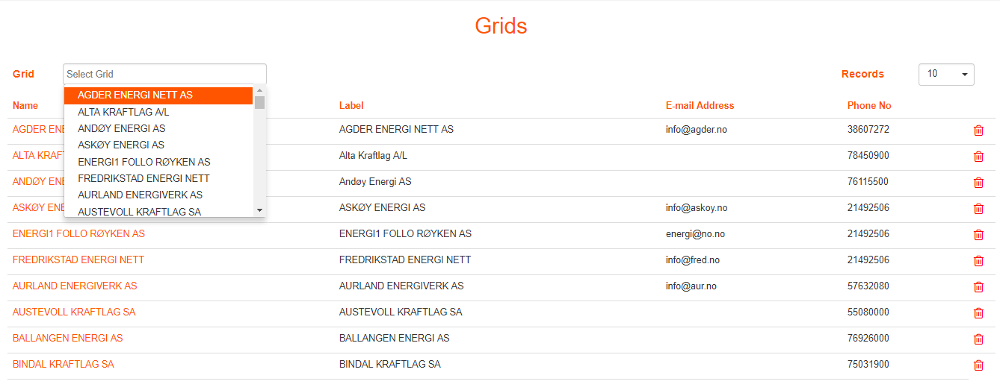 Grids
Grid Select Grid Records 10
AGDER ENERGI NETT AS
ALTA KRAFTLAG A/L
ANDØY ENERGI AS
ASKØY ENERGI AS
ENERGI1 FOLLO RØYKEN AS
FREDRIKSTAD ENERGI NETT
AURLAND ENERGIVERK AS
AUSTEVOLL KRAFTLAG SA
Name Label E-mail Address Phone No
AGDER ENE AGDER ENERGI NETT AS info@agder.no 38607272
ALTA KRAFT Alta Kraftlag A/L 78450900
ANDØY ENE Andøy Energi AS 76115500
ASKØY ENE ASKØY ENERGI AS info@askoy.no 21492506
ENERGI1 FOLLO RØYKEN AS ENERGI1 FOLLO RØYKEN AS energi@no.no 21492506
FREDRIKSTAD ENERGI NETT FREDRIKSTAD ENERGI NETT info@fred.no 21492506
AURLAND ENERGIVERK AS AURLAND ENERGIVERK AS info@aur.no 57632080
AUSTEVOLL KRAFTLAG SA AUSTEVOLL KRAFTLAG SA 55080000
BALLANGEN ENERGI AS BALLANGEN ENERGI AS 76926000
BINDAL KRAFTLAG SA BINDAL KRAFTLAG SA 75031900